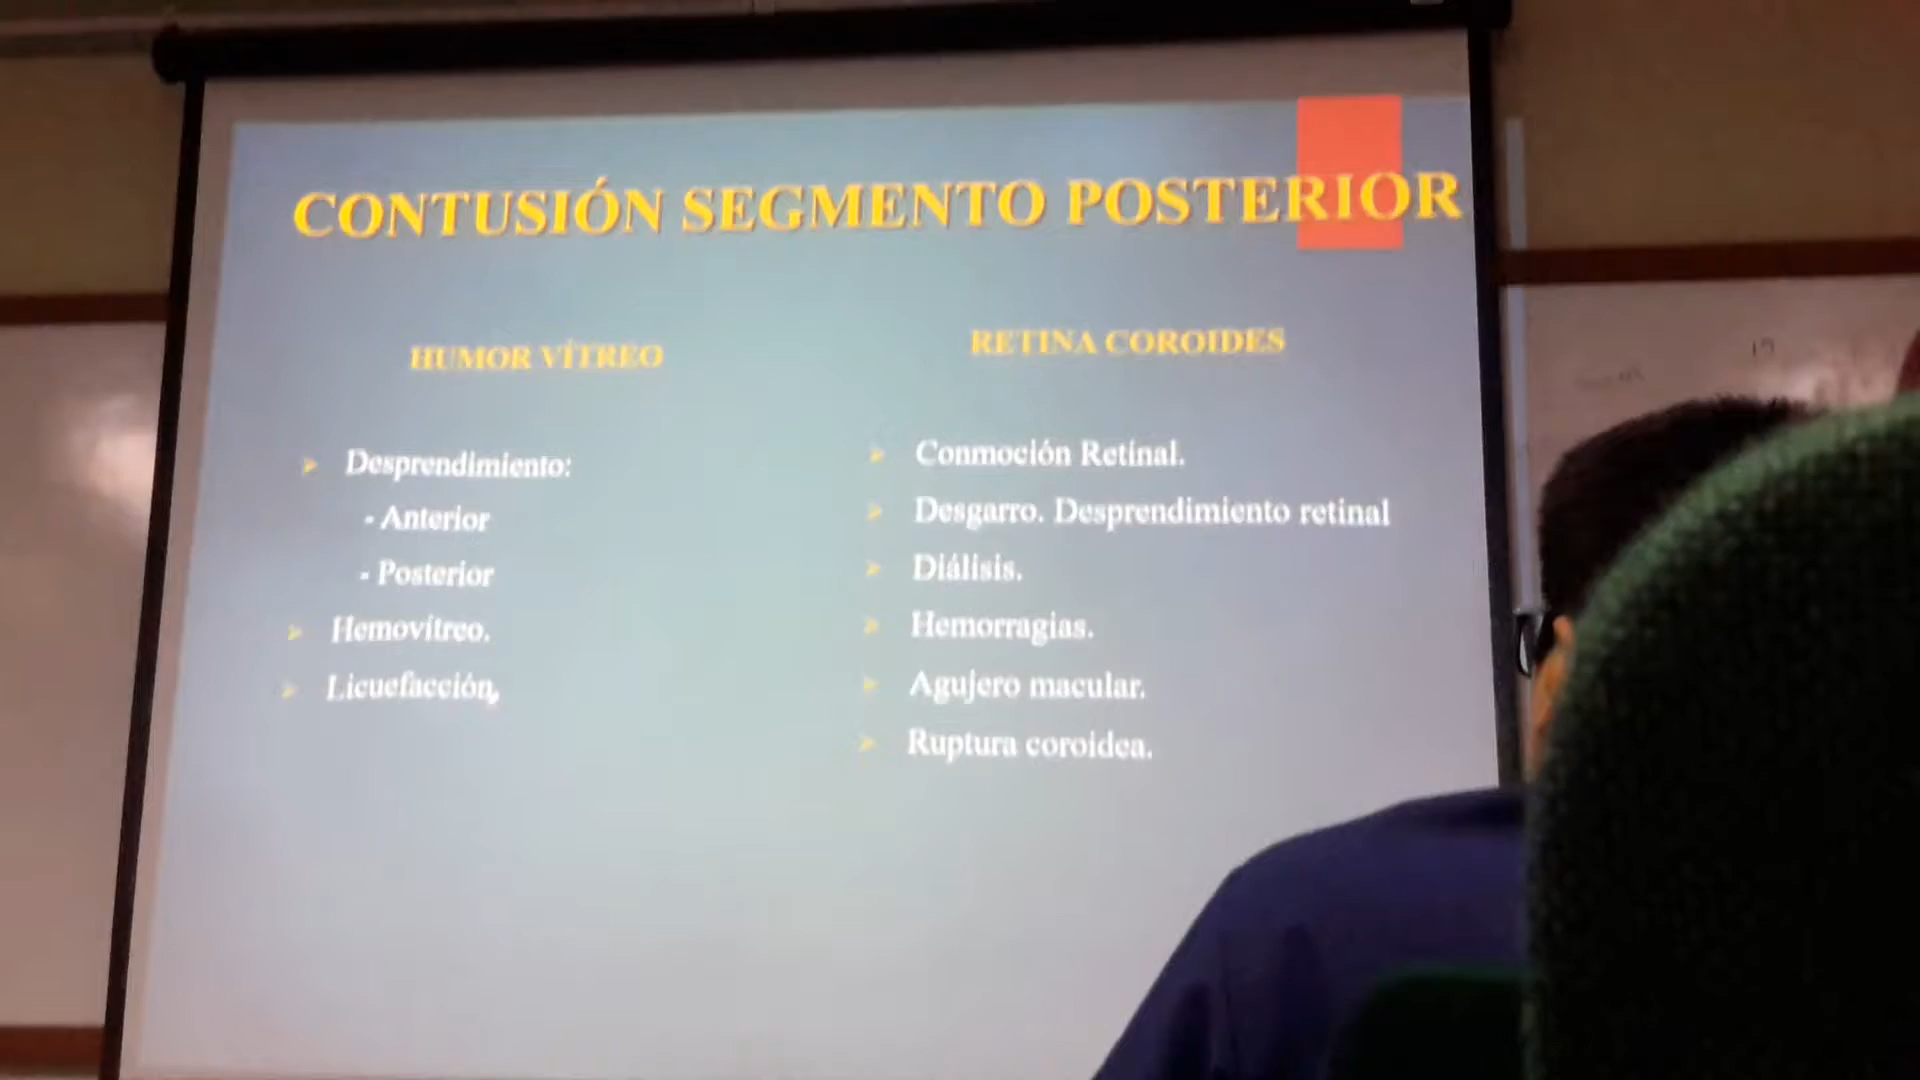 CONTUSIÓN SEGMENTO POSTERIOR
HUMOR VÍTREO
Desprendimiento:
- Anterior
- Posterior
Hemovítreo.
Licuefacción,
RETINA COROIDES
Conmoción Retinal.
Desgarro. Desprendimiento retinal
Diálisis.
Hemorragias.
Agujero macular.
Ruptura coroidea.